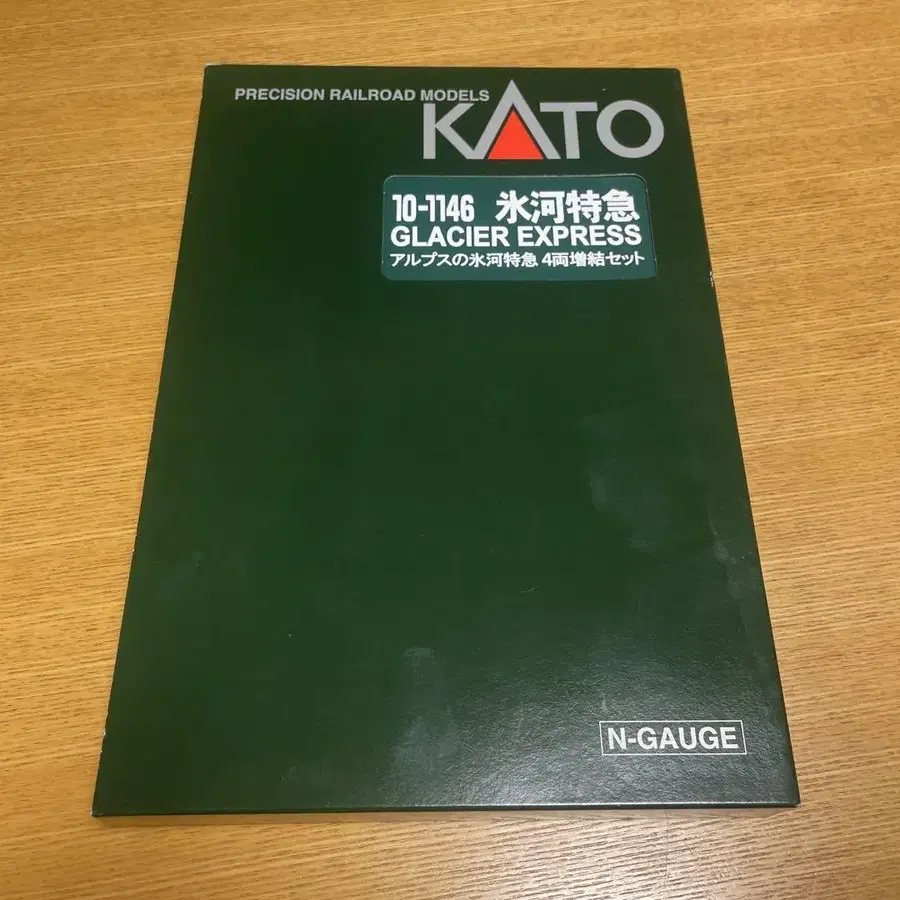 PRECISION RAILROAD MODELS
KATO
10-1146 氷河特急
GLACIER EXPRESS
アルプスの氷河特急 4両増結セット
N-GAUGE